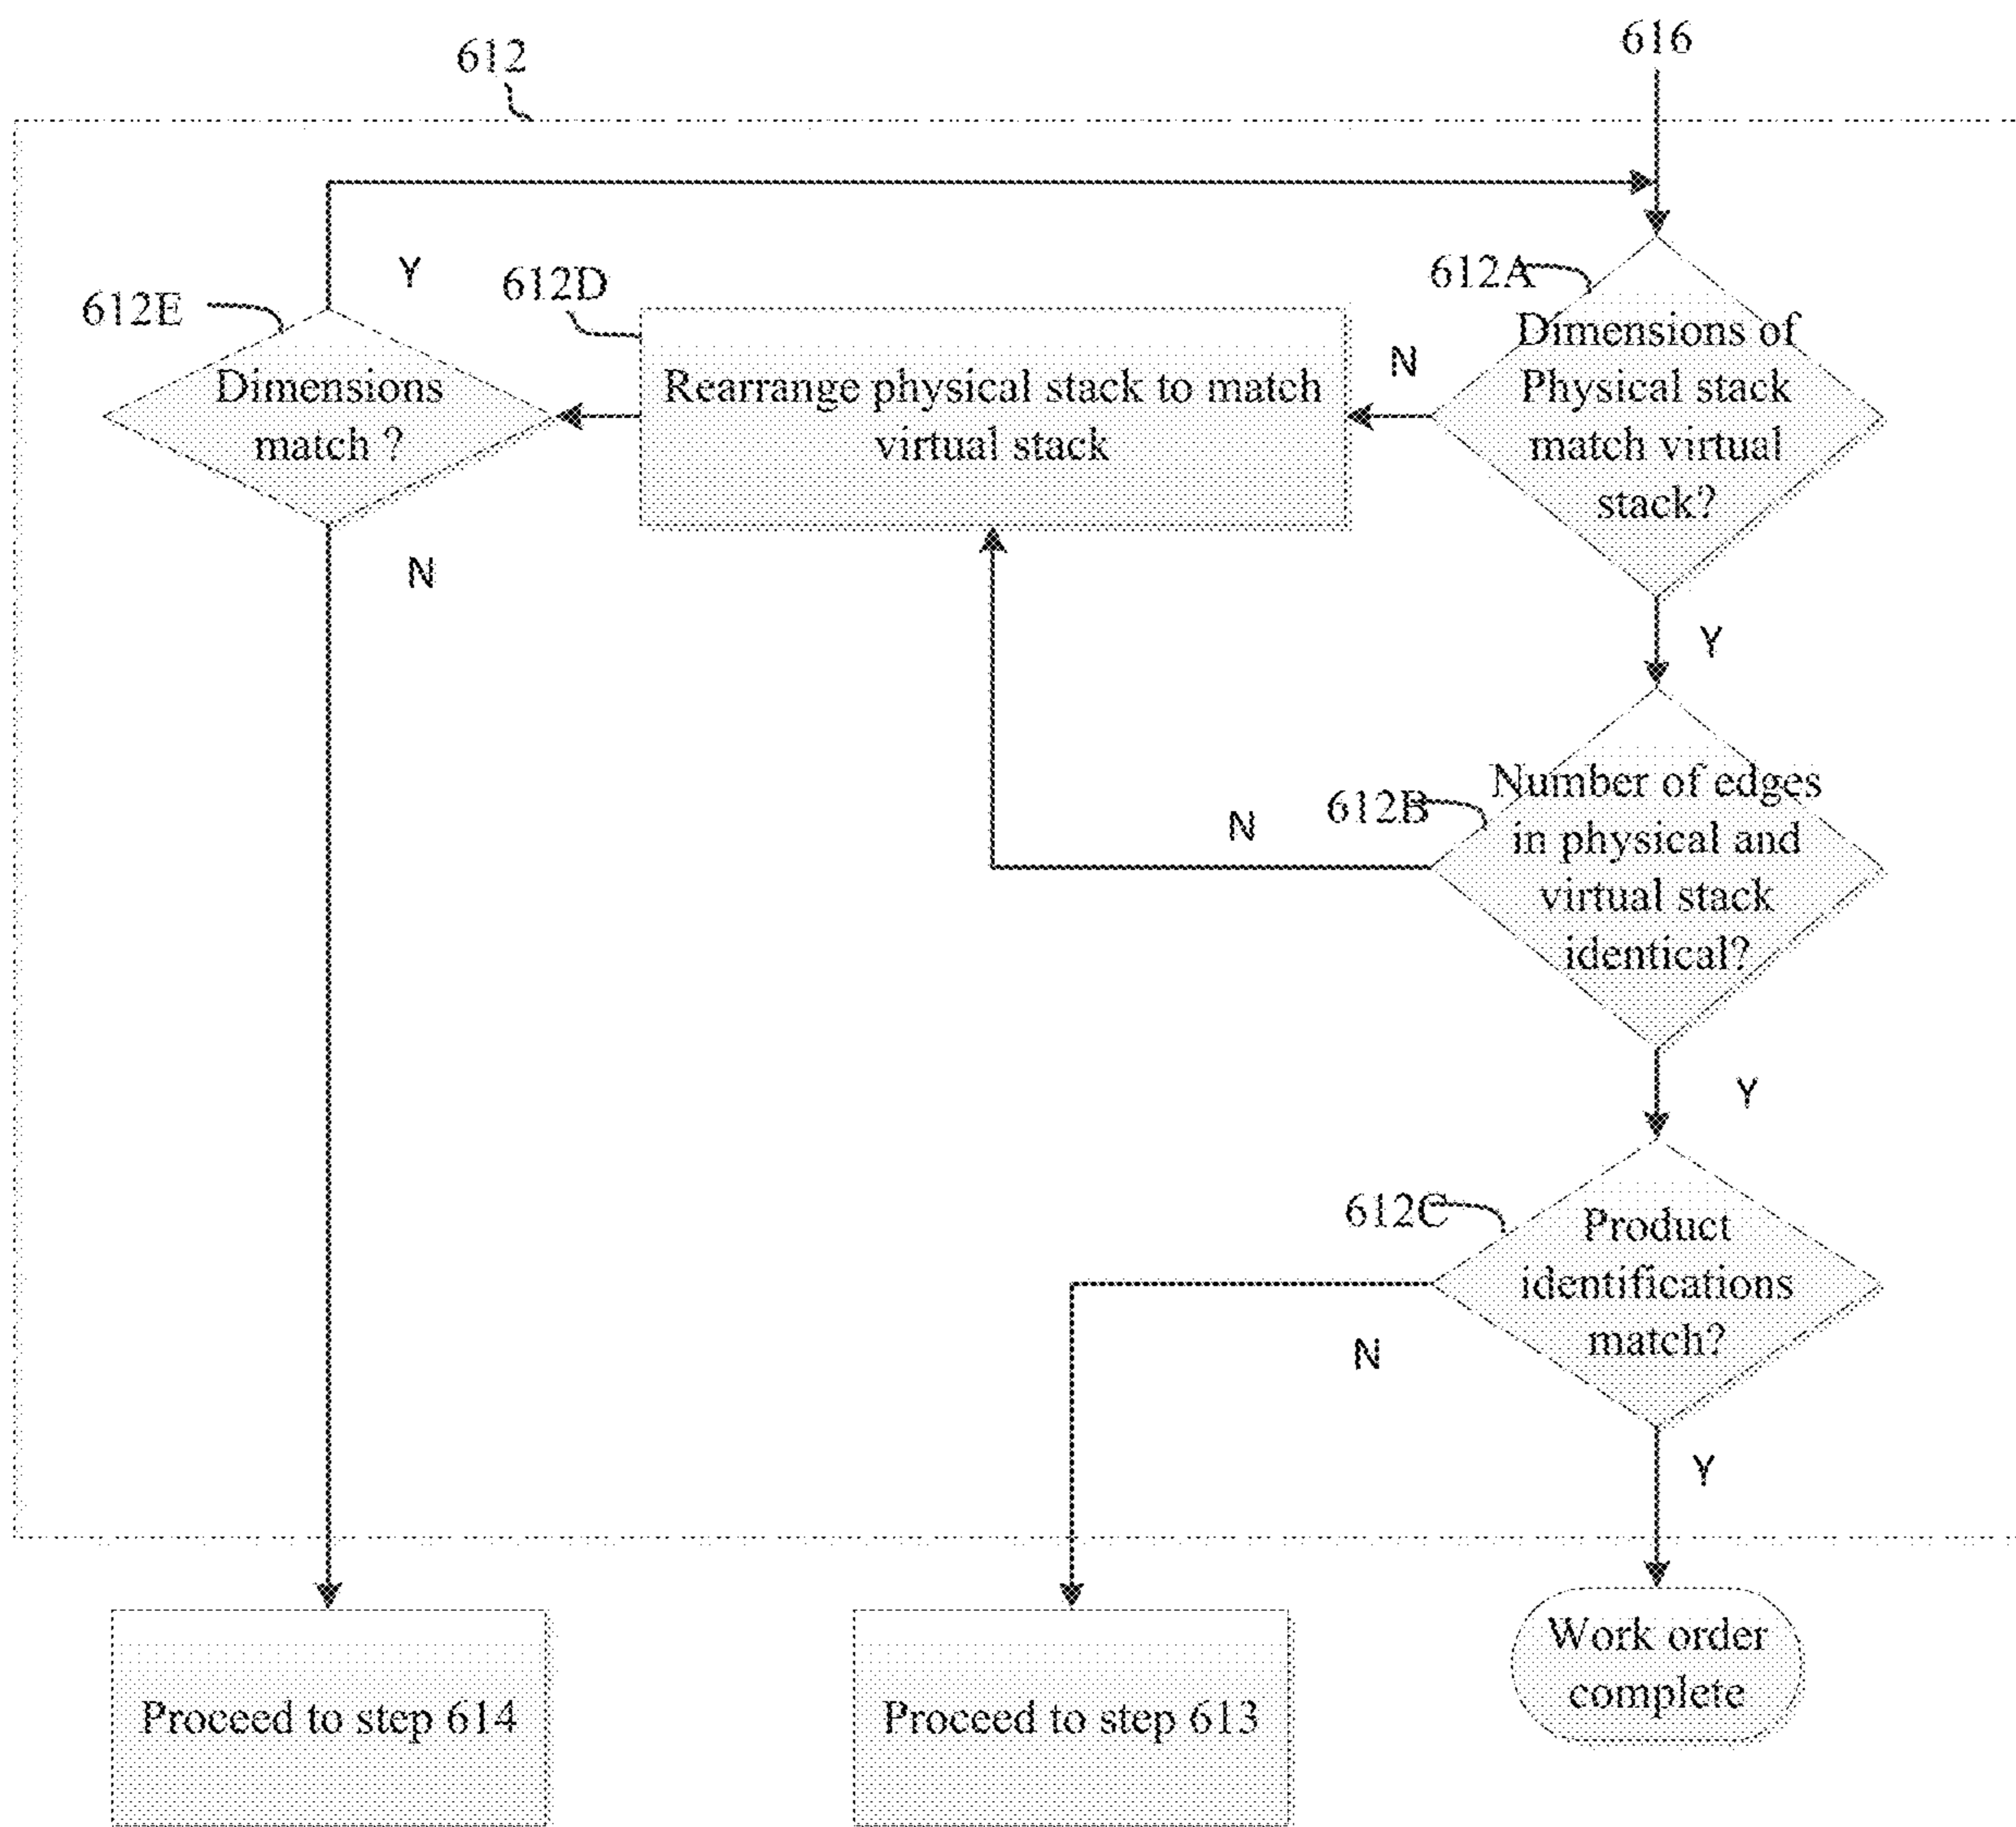 612
616
612A
Dimensions of
Physical stack
match virtual
stack?
N
612D
Rearrange physical stack to match
virtual stack
Y
612E
Dimensions
match ?
N
Y
612B
Number of edges
in physical and
virtual stack
identical?
N
Y
612C
Product
identifications
match?
N
Y
Proceed to step 614
Proceed to step 613
Work order
complete